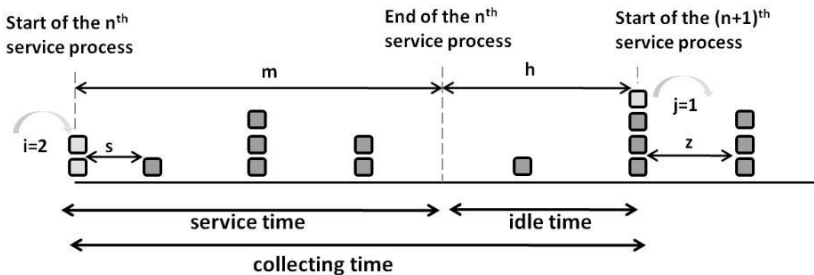 Start of the nth
service process
End of the nth
service process
Start of the (n+1)th
service process
m
h
i=2
s
j=1
z
service time
idle time
collecting time